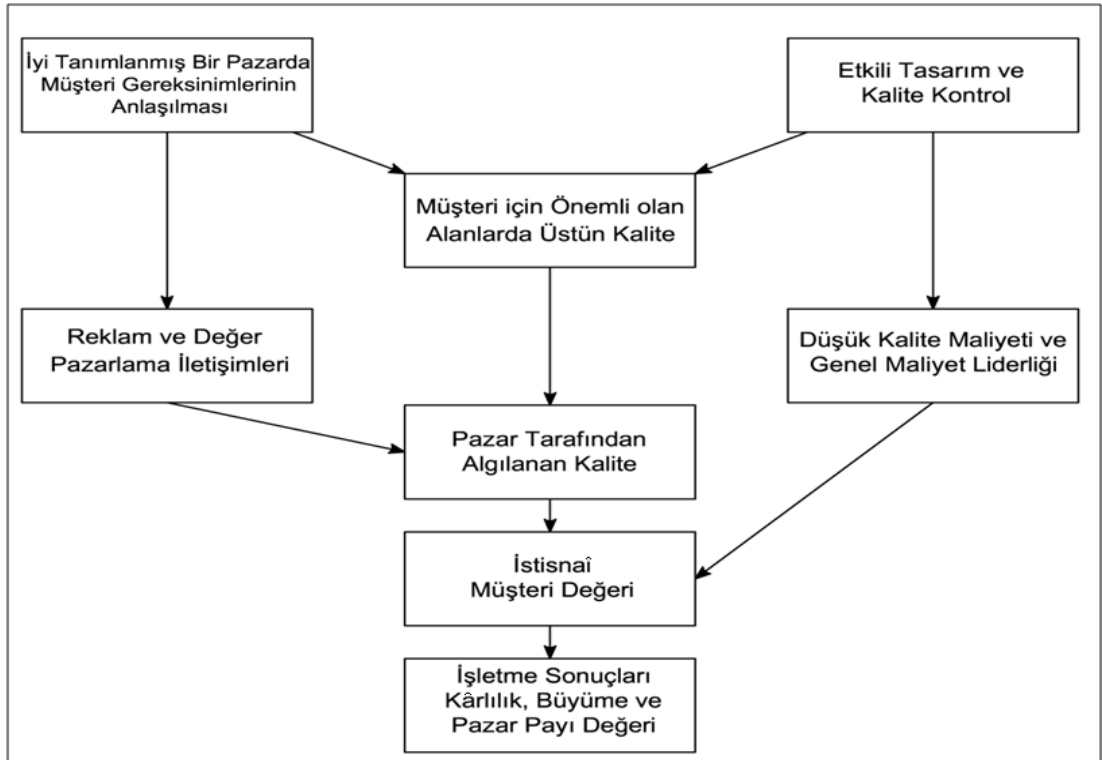 İyi Tanımlanmış Bir Pazarda
Müşteri Gereksinimlerinin
Anlaşılması
Etkili Tasarım ve
Kalite Kontrol
Müşteri için Önemli olan
Alanlarda Üstün Kalite
Reklam ve Değer
Pazarlama İletişimleri
Düşük Kalite Maliyeti ve
Genel Maliyet Liderliği
Pazar Tarafından
Algılanan Kalite
İstisnaî
Müşteri Değeri
İşletme Sonuçları
Kârlılık, Büyüme ve
Pazar Payı Değeri